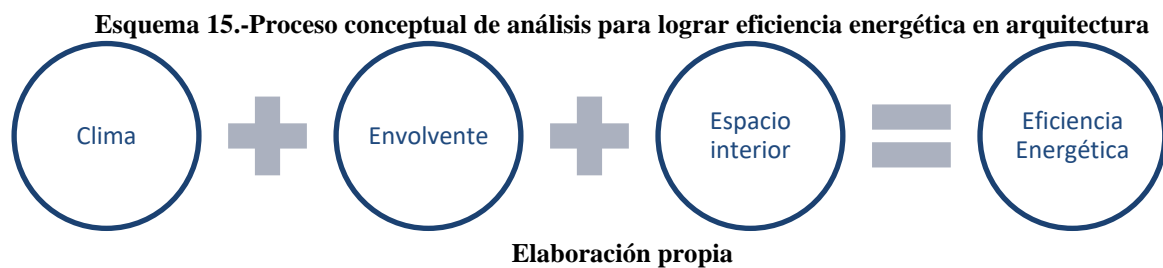 Esquema 15.-Proceso conceptual de análisis para lograr eficiencia energética en arquitectura
Clima
Envolvente
Espacio
interior
Eficiencia
Energética
Elaboración propia